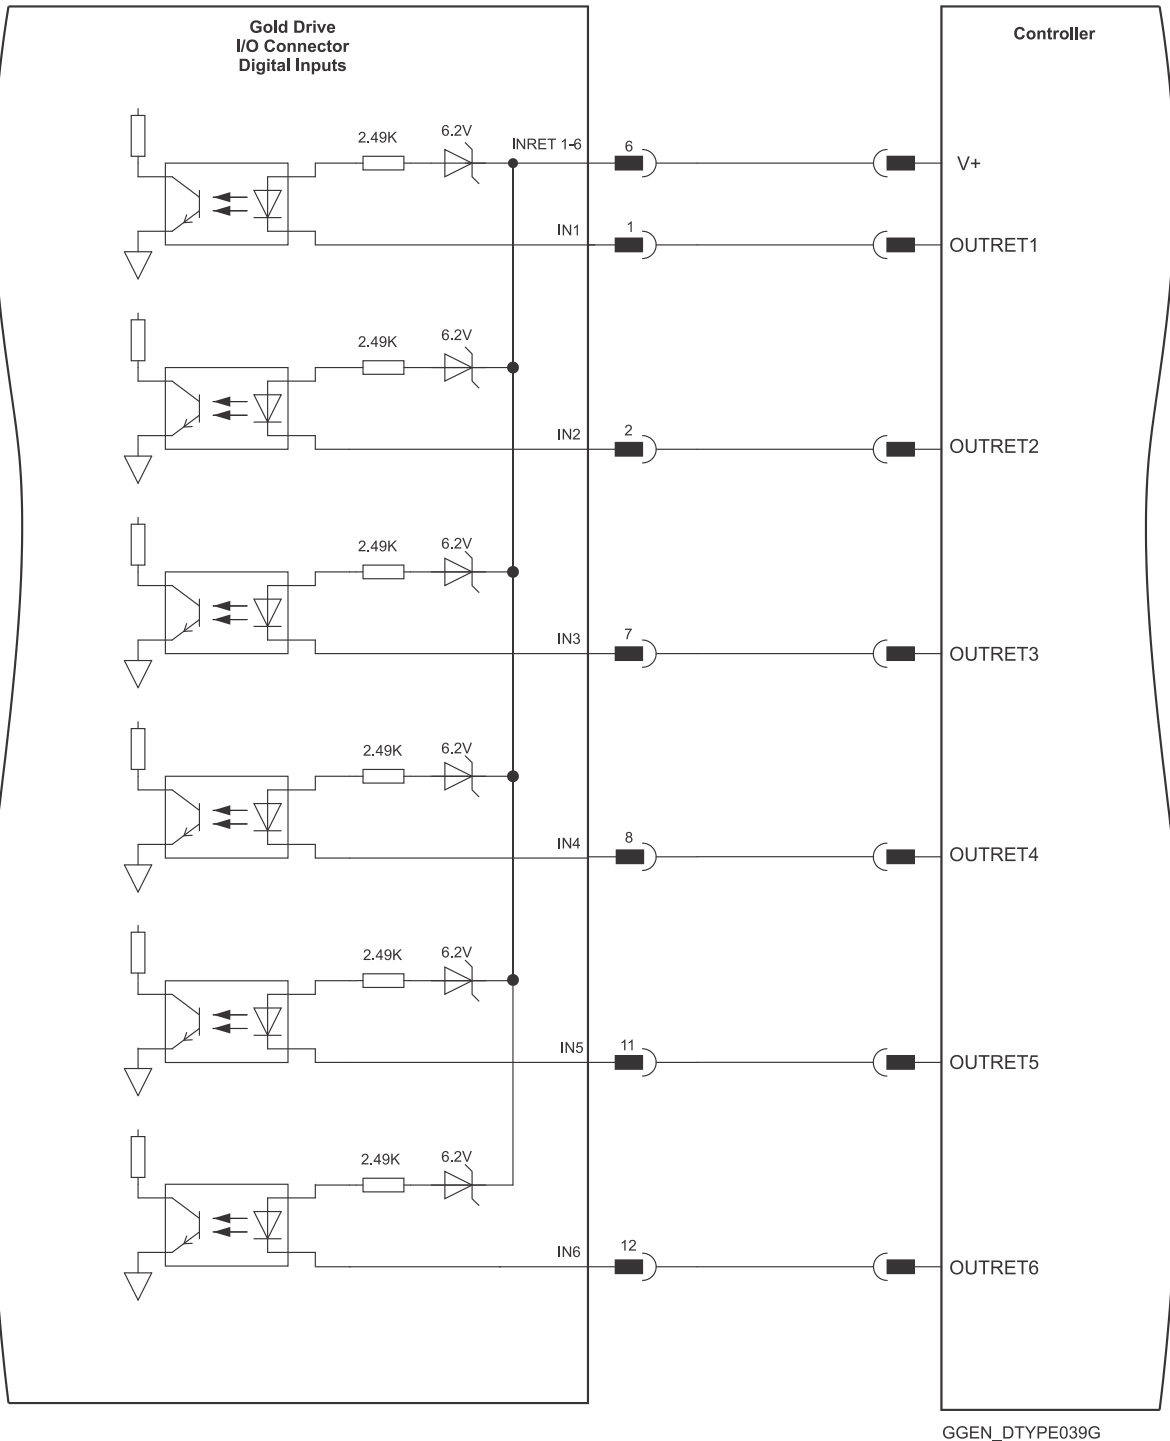 Gold Drive
I/O Connector
Digital Inputs
Controller
2.49K
6.2V
INRET 1-6
6
V+
IN1
1
OUTRET1
2.49K
6.2V
IN2
2
OUTRET2
2.49K
6.2V
IN3
7
OUTRET3
2.49K
6.2V
IN4
8
OUTRET4
2.49K
6.2V
IN5
11
OUTRET5
2.49K
6.2V
IN6
12
OUTRET6
GGEN_DTYPE039G